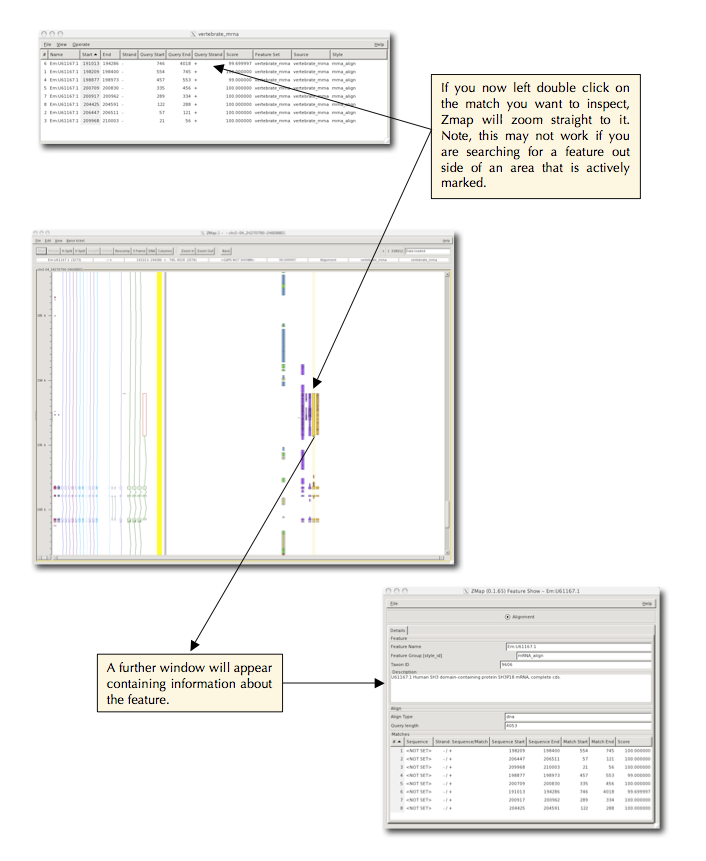 vertebrate_mrna
File View Operate Help
# Name Start End Strand Query Start Query End Query Strand Score Feature Set Source Style
6 Em:U61167.1 191013 194286 - 746 4018 + 99.699997 vertebrate_mrna vertebrate_mrna mrna_align
1 Em:U61167.1 198209 198400 - 554 745 + 100.000000 vertebrate_mrna vertebrate_mrna mrna_align
4 Em:U61167.1 198877 198973 - 457 553 + 99.000000 vertebrate_mrna vertebrate_mrna mrna_align
5 Em:U61167.1 200709 200830 - 335 456 + 100.000000 vertebrate_mrna vertebrate_mrna mrna_align
7 Em:U61167.1 200917 200962 - 289 334 + 100.000000 vertebrate_mrna vertebrate_mrna mrna_align
8 Em:U61167.1 204425 204591 - 122 288 + 100.000000 vertebrate_mrna vertebrate_mrna mrna_align
2 Em:U61167.1 206447 206511 - 57 121 + 100.000000 vertebrate_mrna vertebrate_mrna mrna_align
3 Em:U61167.1 209968 210003 - 21 56 + 100.000000 vertebrate_mrna vertebrate_mrna mrna_align
If you now left double click on
the match you want to inspect,
Zmap will zoom straight to it.
Note, this may not work if you
are searching for a feature out
side of an area that is actively
marked.
File Edit View Help
Alignment vertebrate_mrna vertebrate_mrna
A further window will appear
containing information about
the feature.
ZMap (0.1.65) Feature Show - Em:U61167.1
File Help
Alignment
Details
Feature
Feature Name Em:U61167.1
Feature Group [style_id] mRNA_align
Taxon ID 9606
Description
U61167.1 Human SH3 domain-containing protein SH3P18 mRNA, complete cds.
Align
Align Type dna
Query length 4053
Matches
# Sequence Strand: Sequence/Match Sequence Start Sequence End Match Start Match End Score
1 <NOT SET> - / + 198209 198400 554 745 100.000000
2 <NOT SET> - / + 206447 206511 57 121 100.000000
3 <NOT SET> - / + 209968 210003 21 56 100.000000
4 <NOT SET> - / + 198877 198973 457 553 99.000000
5 <NOT SET> - / + 200709 200830 335 456 100.000000
6 <NOT SET> - / + 191013 194286 746 4018 99.699997
7 <NOT SET> - / + 200917 200962 289 334 100.000000
8 <NOT SET> - / + 204425 204591 122 288 100.000000